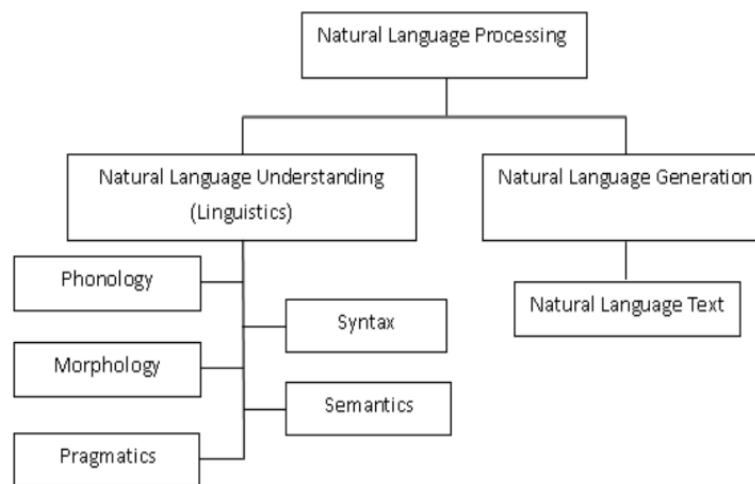 Natural Language Processing
Natural Language Understanding
(Linguistics)
Natural Language Generation
Phonology
Natural Language Text
Syntax
Morphology
Semantics
Pragmatics